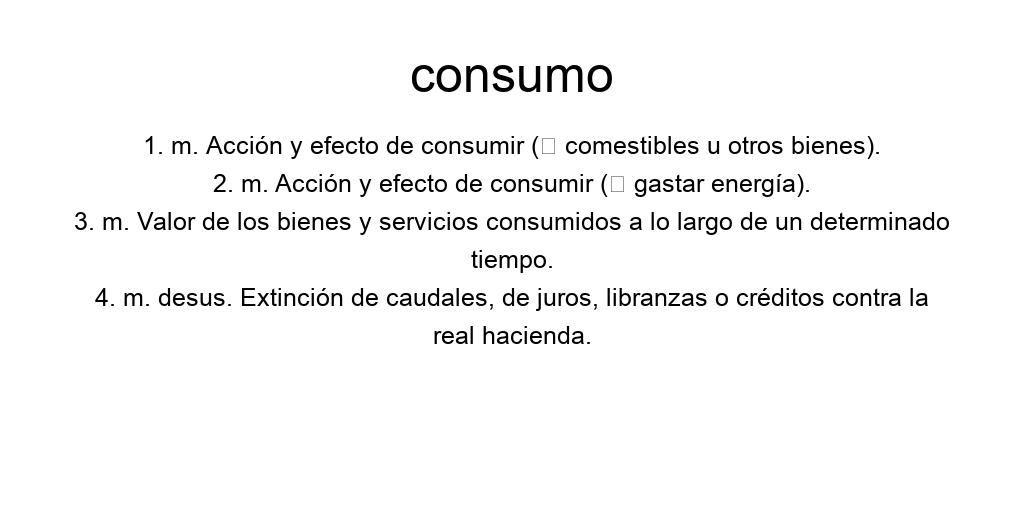 consumo
1. m. Acción y efecto de consumir (▯ comestibles u otros bienes).
2. m. Acción y efecto de consumir (▯ gastar energía).
3. m. Valor de los bienes y servicios consumidos a lo largo de un determinado
tiempo.
4. m. desus. Extinción de caudales, de juros, libranzas o créditos contra la
real hacienda.